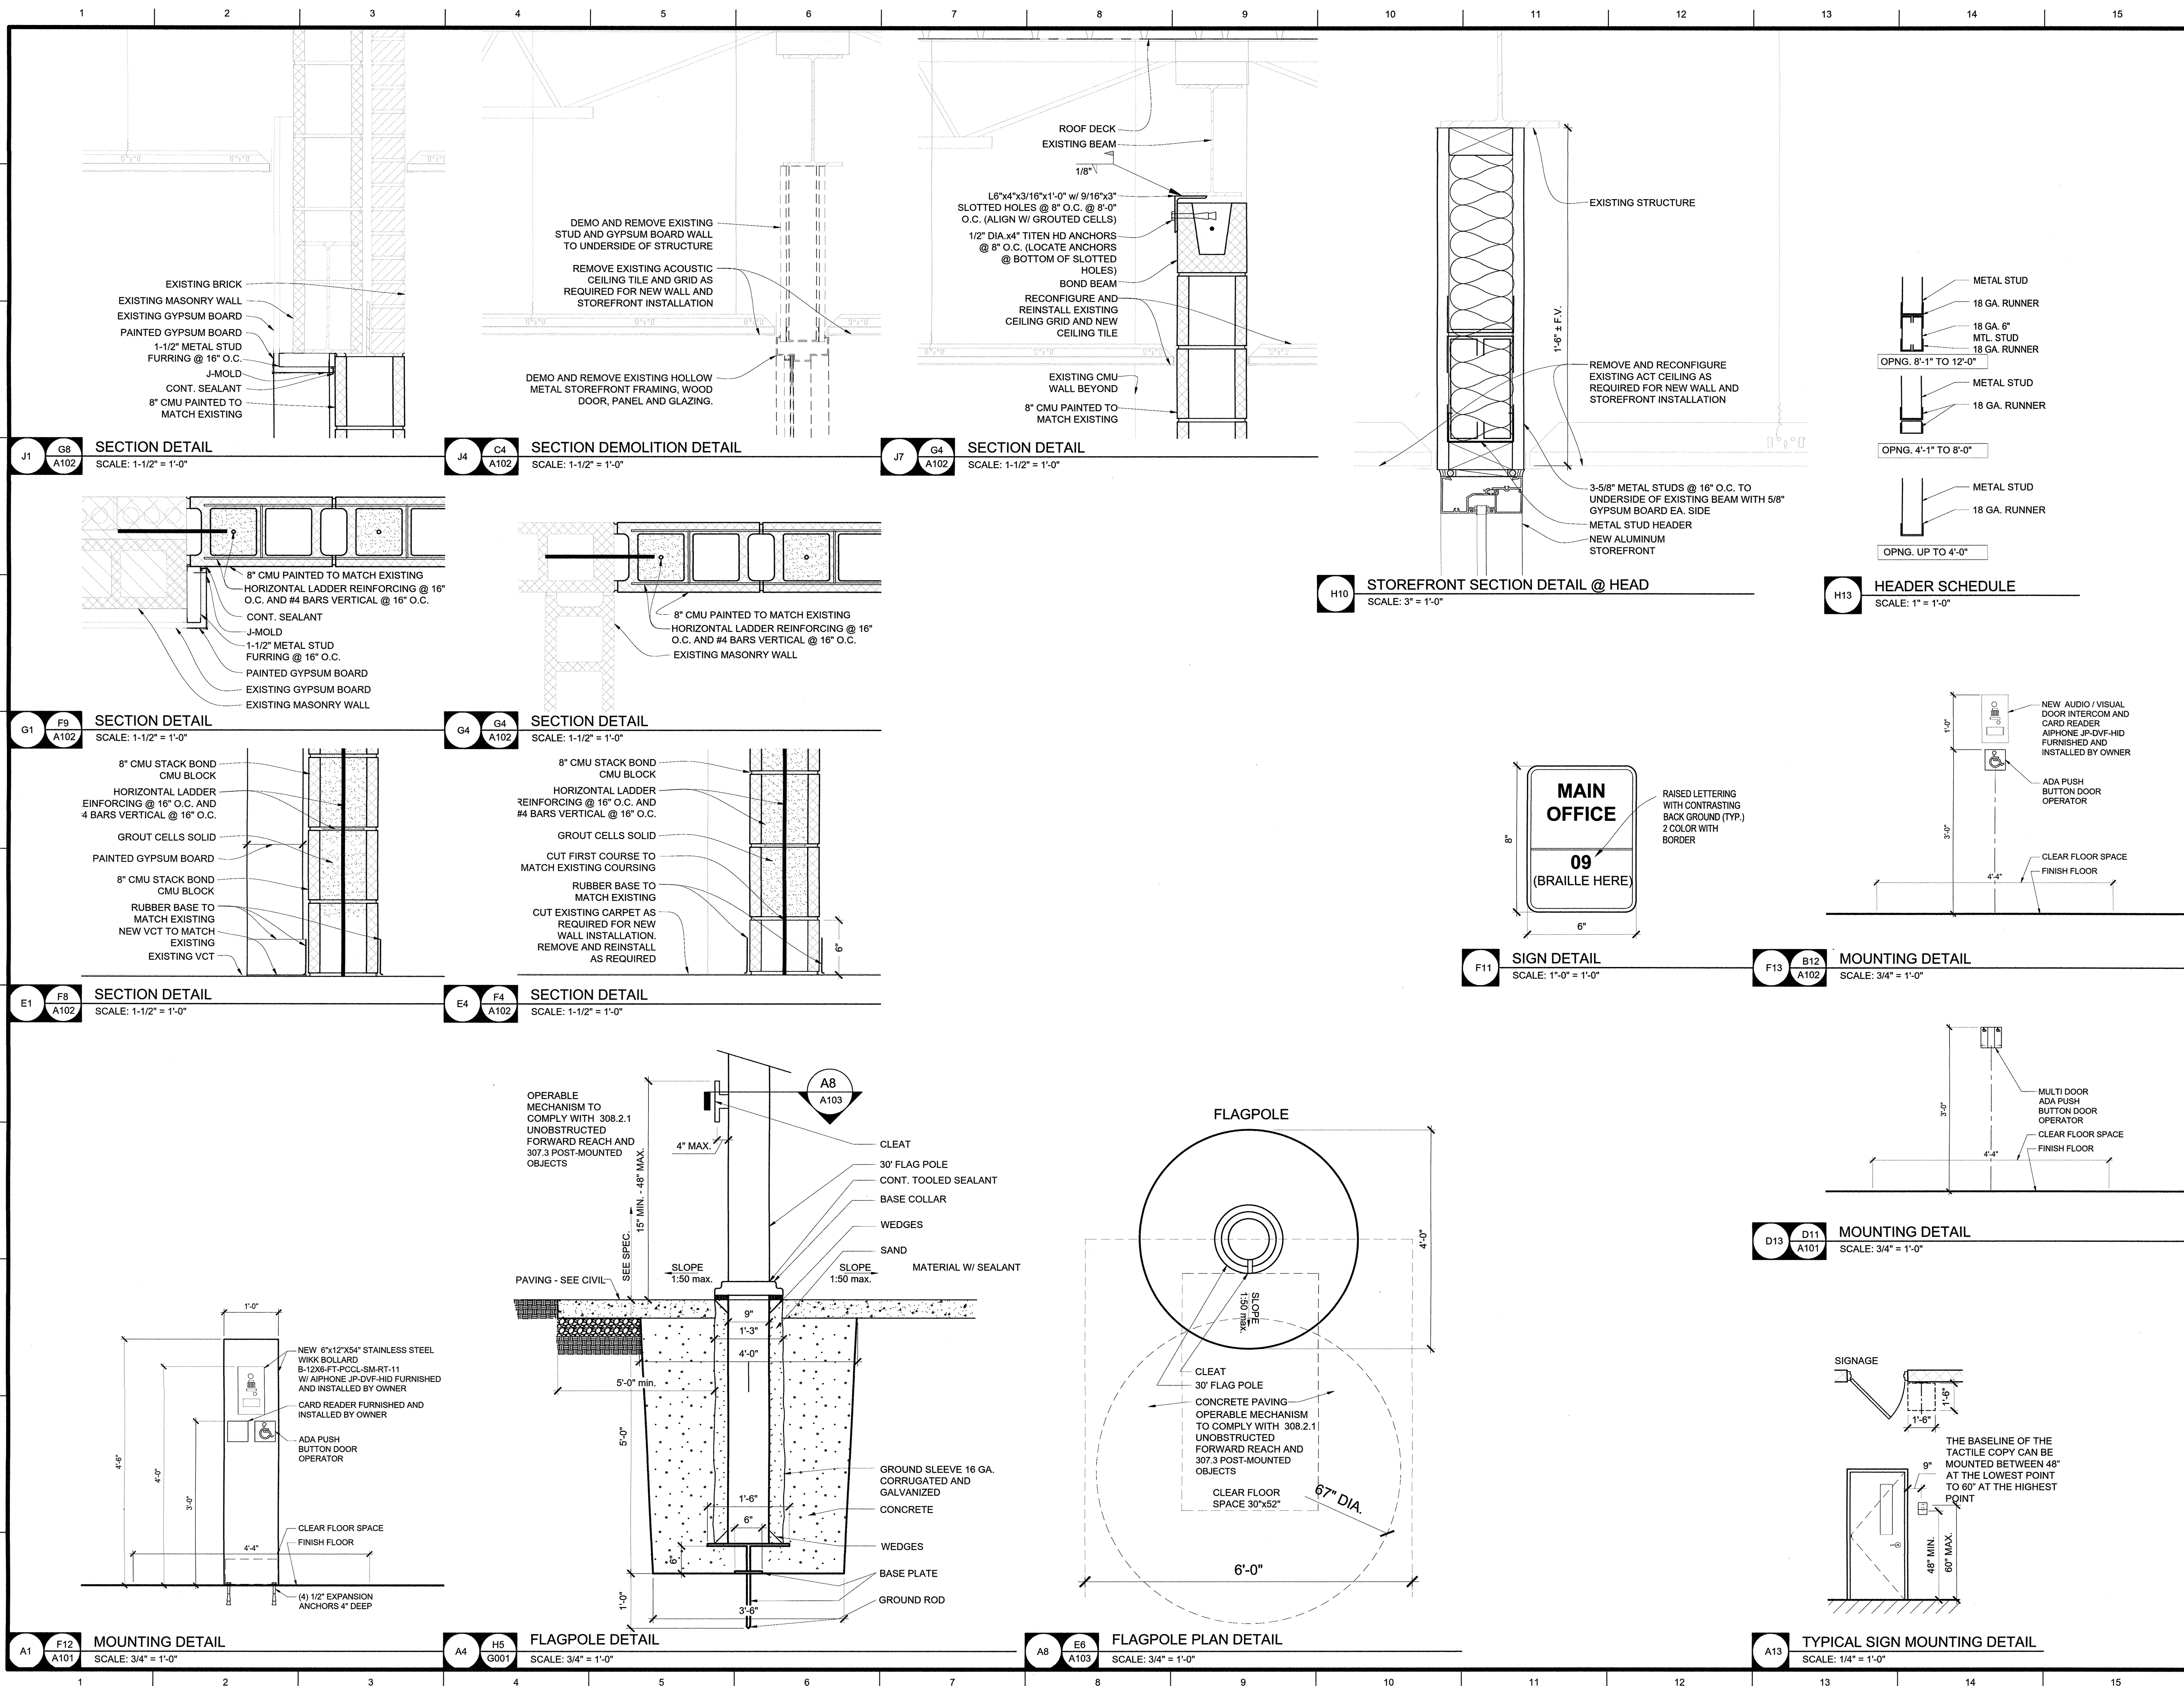 1 2 3 4 5 6 7 8 9 10 11 12 13 14 15
EXISTING BRICK
EXISTING MASONRY WALL
EXISTING GYPSUM BOARD
PAINTED GYPSUM BOARD
1-1/2" METAL STUD
FURRING @ 16" O.C.
J-MOLD
CONT. SEALANT
8" CMU PAINTED TO
MATCH EXISTING
J1 G8 A102
SECTION DETAIL
SCALE: 1-1/2" = 1'-0"
DEMO AND REMOVE EXISTING
STUD AND GYPSUM BOARD WALL
TO UNDERSIDE OF STRUCTURE
REMOVE EXISTING ACOUSTIC
CEILING TILE AND GRID AS
REQUIRED FOR NEW WALL AND
STOREFRONT INSTALLATION
DEMO AND REMOVE EXISTING HOLLOW
METAL STOREFRONT FRAMING, WOOD
DOOR, PANEL AND GLAZING.
J4 C4 A102
SECTION DEMOLITION DETAIL
SCALE: 1-1/2" = 1'-0"
ROOF DECK
EXISTING BEAM
1/8"
L6"x4"x3/16"x1'-0" w/ 9/16"x3"
SLOTTED HOLES @ 8" O.C. @ 8'-0"
O.C. (ALIGN W/ GROUTED CELLS)
1/2" DIA.x4" TITEN HD ANCHORS
@ 8" O.C. (LOCATE ANCHORS
@ BOTTOM OF SLOTTED
HOLES)
BOND BEAM
RECONFIGURE AND
REINSTALL EXISTING
CEILING GRID AND NEW
CEILING TILE
EXISTING CMU
WALL BEYOND
8" CMU PAINTED TO
MATCH EXISTING
J7 G4 A102
SECTION DETAIL
SCALE: 1-1/2" = 1'-0"
EXISTING STRUCTURE
1'-6" ± F.V.
REMOVE AND RECONFIGURE
EXISTING ACT CEILING AS
REQUIRED FOR NEW WALL AND
STOREFRONT INSTALLATION
3-5/8" METAL STUDS @ 16" O.C. TO
UNDERSIDE OF EXISTING BEAM WITH 5/8"
GYPSUM BOARD EA. SIDE
METAL STUD HEADER
NEW ALUMINUM
STOREFRONT
H10
STOREFRONT SECTION DETAIL @ HEAD
SCALE: 3" = 1'-0"
METAL STUD
18 GA. RUNNER
18 GA. 6"
MTL. STUD
18 GA. RUNNER
OPNG. 8'-1" TO 12'-0"
METAL STUD
18 GA. RUNNER
OPNG. 4'-1" TO 8'-0"
METAL STUD
18 GA. RUNNER
OPNG. UP TO 4'-0"
H13
HEADER SCHEDULE
SCALE: 1" = 1'-0"
8" CMU PAINTED TO MATCH EXISTING
HORIZONTAL LADDER REINFORCING @ 16"
O.C. AND #4 BARS VERTICAL @ 16" O.C.
CONT. SEALANT
J-MOLD
1-1/2" METAL STUD
FURRING @ 16" O.C.
PAINTED GYPSUM BOARD
EXISTING GYPSUM BOARD
EXISTING MASONRY WALL
G1 F9 A102
SECTION DETAIL
SCALE: 1-1/2" = 1'-0"
8" CMU PAINTED TO MATCH EXISTING
HORIZONTAL LADDER REINFORCING @ 16"
O.C. AND #4 BARS VERTICAL @ 16" O.C.
EXISTING MASONRY WALL
G4 G4 A102
SECTION DETAIL
SCALE: 1-1/2" = 1'-0"
8" CMU STACK BOND
CMU BLOCK
HORIZONTAL LADDER
EINFORCING @ 16" O.C. AND
4 BARS VERTICAL @ 16" O.C.
GROUT CELLS SOLID
PAINTED GYPSUM BOARD
8" CMU STACK BOND
CMU BLOCK
RUBBER BASE TO
MATCH EXISTING
NEW VCT TO MATCH
EXISTING
EXISTING VCT
E1 F8 A102
SECTION DETAIL
SCALE: 1-1/2" = 1'-0"
8" CMU STACK BOND
CMU BLOCK
HORIZONTAL LADDER
REINFORCING @ 16" O.C. AND
#4 BARS VERTICAL @ 16" O.C.
GROUT CELLS SOLID
CUT FIRST COURSE TO
MATCH EXISTING COURSING
RUBBER BASE TO
MATCH EXISTING
CUT EXISTING CARPET AS
REQUIRED FOR NEW
WALL INSTALLATION.
REMOVE AND REINSTALL
AS REQUIRED
6"
E4 F4 A102
SECTION DETAIL
SCALE: 1-1/2" = 1'-0"
MAIN
OFFICE
09
(BRAILLE HERE)
8"
6"
RAISED LETTERING
WITH CONTRASTING
BACK GROUND (TYP.)
2 COLOR WITH
BORDER
F11
SIGN DETAIL
SCALE: 1"-0" = 1'-0"
NEW AUDIO / VISUAL
DOOR INTERCOM AND
CARD READER
AIPHONE JP-DVF-HID
FURNISHED AND
INSTALLED BY OWNER
1'-0"
ADA PUSH
BUTTON DOOR
OPERATOR
3'-0"
CLEAR FLOOR SPACE
FINISH FLOOR
4'-4"
F13 B12 A102
MOUNTING DETAIL
SCALE: 3/4" = 1'-0"
MULTI DOOR
ADA PUSH
BUTTON DOOR
OPERATOR
3'-0"
CLEAR FLOOR SPACE
FINISH FLOOR
4'-4"
D13 D11 A101
MOUNTING DETAIL
SCALE: 3/4" = 1'-0"
1'-0"
NEW 6"x12"X54" STAINLESS STEEL
WIKK BOLLARD
B-12X6-FT-PCCL-SM-RT-11
W/ AIPHONE JP-DVF-HID FURNISHED
AND INSTALLED BY OWNER
CARD READER FURNISHED AND
INSTALLED BY OWNER
ADA PUSH
BUTTON DOOR
OPERATOR
4'-6"
4'-0"
3'-0"
CLEAR FLOOR SPACE
FINISH FLOOR
4'-4"
(4) 1/2" EXPANSION
ANCHORS 4" DEEP
A1 F12 A101
MOUNTING DETAIL
SCALE: 3/4" = 1'-0"
OPERABLE
MECHANISM TO
COMPLY WITH 308.2.1
UNOBSTRUCTED
FORWARD REACH AND
307.3 POST-MOUNTED
OBJECTS
A8
A103
4" MAX.
15" MIN. - 48" MAX.
SEE SPEC.
CLEAT
30' FLAG POLE
CONT. TOOLED SEALANT
BASE COLLAR
WEDGES
SAND
MATERIAL W/ SEALANT
SLOPE
1:50 max.
SLOPE
1:50 max.
PAVING - SEE CIVIL
9"
1'-3"
4'-0"
5'-0" min.
5'-0"
GROUND SLEEVE 16 GA.
CORRUGATED AND
GALVANIZED
CONCRETE
1'-6"
6"
6"
WEDGES
BASE PLATE
GROUND ROD
1'-0"
3'-6"
A4 H5 G001
FLAGPOLE DETAIL
SCALE: 3/4" = 1'-0"
FLAGPOLE
4'-0"
SLOPE
1:50 max.
CLEAT
30' FLAG POLE
CONCRETE PAVING
OPERABLE MECHANISM
TO COMPLY WITH 308.2.1
UNOBSTRUCTED
FORWARD REACH AND
307.3 POST-MOUNTED
OBJECTS
CLEAR FLOOR
SPACE 30"x52"
67" DIA.
6'-0"
A8 E6 A103
FLAGPOLE PLAN DETAIL
SCALE: 3/4" = 1'-0"
SIGNAGE
1'-6"
1'-6"
THE BASELINE OF THE
TACTILE COPY CAN BE
MOUNTED BETWEEN 48"
AT THE LOWEST POINT
TO 60" AT THE HIGHEST
POINT
9"
48" MIN.
60" MAX.
A13
TYPICAL SIGN MOUNTING DETAIL
SCALE: 1/4" = 1'-0"
1 2 3 4 5 6 7 8 9 10 11 12 13 14 15